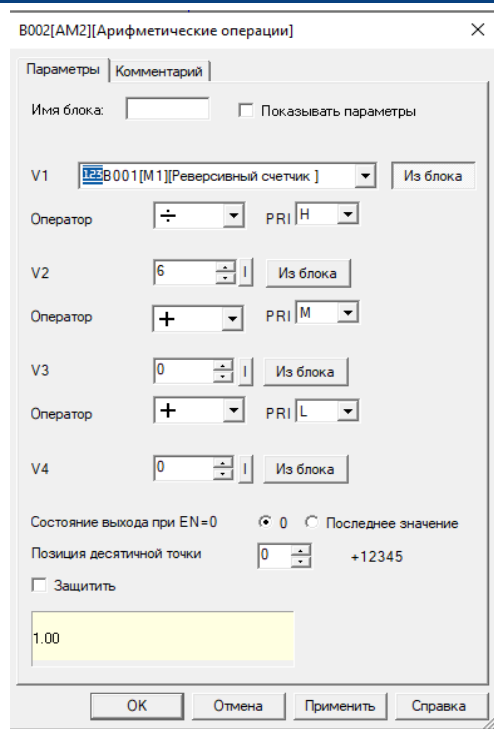 B002[AM2][Арифметические операции]
Параметры Комментарий
Имя блока: Показывать параметры
V1 123B001[M1][Реверсивный счетчик ] Из блока
Оператор ÷ PRI H
V2 6 I Из блока
Оператор + PRI M
V3 0 I Из блока
Оператор + PRI L
V4 0 I Из блока
Состояние выхода при EN=0 0 Последнее значение
Позиция десятичной точки 0 +12345
Защитить
1.00
OK Отмена Применить Справка